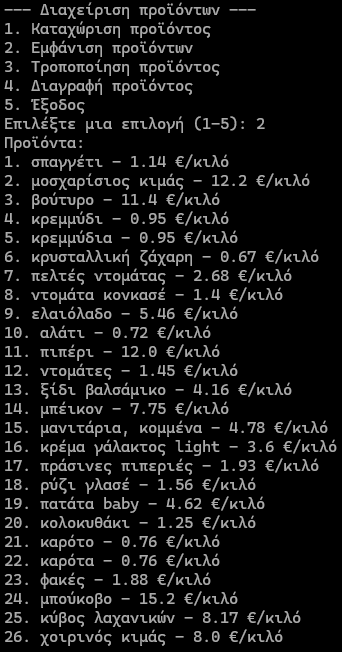 --- Διαχείριση προϊόντων ---
1. Καταχώριση προϊόντος
2. Εμφάνιση προϊόντων
3. Τροποποίηση προϊόντος
4. Διαγραφή προϊόντος
5. Έξοδος
Επιλέξτε μια επιλογή (1-5): 2
Προϊόντα:
1. σπαγγέτι - 1.14 €/κιλό
2. μοσχαρίσιος κιμάς - 12.2 €/κιλό
3. βούτυρο - 11.4 €/κιλό
4. κρεμμύδι - 0.95 €/κιλό
5. κρεμμύδια - 0.95 €/κιλό
6. κρυσταλλική ζάχαρη - 0.67 €/κιλό
7. πελτές ντομάτας - 2.68 €/κιλό
8. ντομάτα κονκασέ - 1.4 €/κιλό
9. ελαιόλαδο - 5.46 €/κιλό
10. αλάτι - 0.72 €/κιλό
11. πιπέρι - 12.0 €/κιλό
12. ντομάτες - 1.45 €/κιλό
13. ξίδι βαλσάμικο - 4.16 €/κιλό
14. μπέικον - 7.75 €/κιλό
15. μανιτάρια, κομμένα - 4.78 €/κιλό
16. κρέμα γάλακτος light - 3.6 €/κιλό
17. πράσινες πιπεριές - 1.93 €/κιλό
18. ρύζι γλασέ - 1.56 €/κιλό
19. πατάτα baby - 4.62 €/κιλό
20. κολοκυθάκι - 1.25 €/κιλό
21. καρότο - 0.76 €/κιλό
22. καρότα - 0.76 €/κιλό
23. φακές - 1.88 €/κιλό
24. μπούκοβο - 15.2 €/κιλό
25. κύβος λαχανικών - 8.17 €/κιλό
26. χοιρινός κιμάς - 8.0 €/κιλό